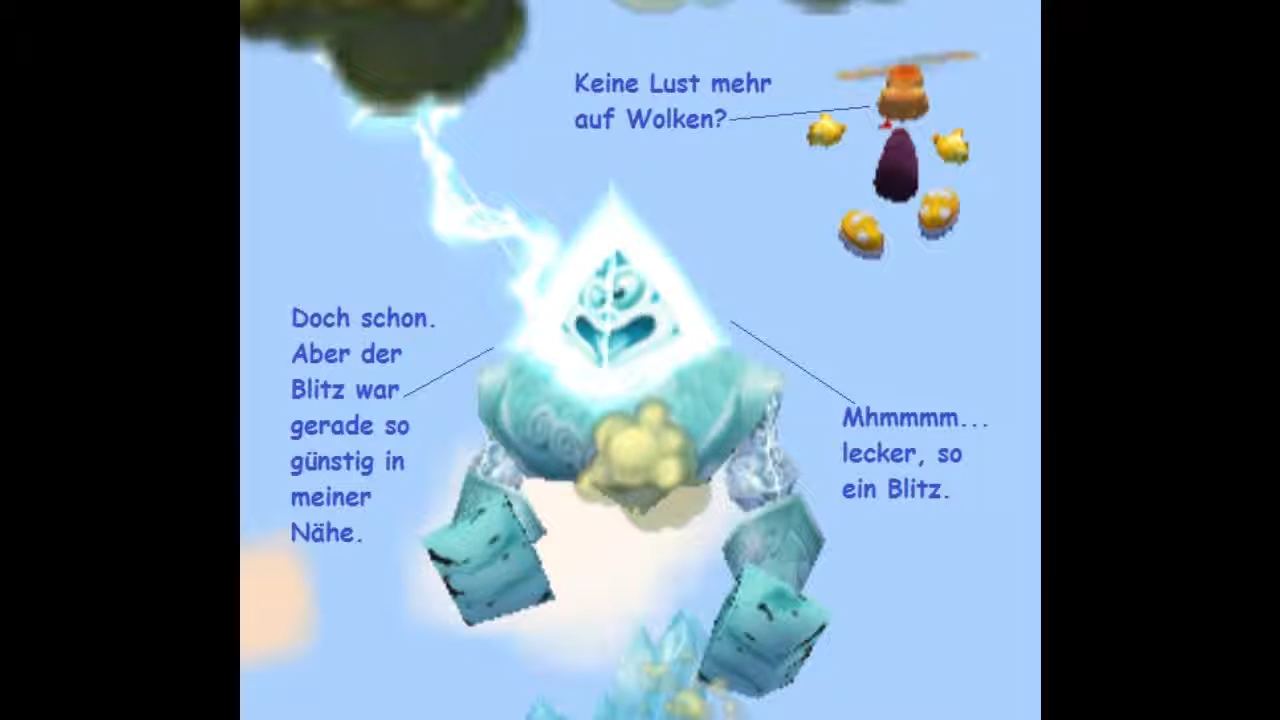 Keine Lust mehr
auf Wolken?
Doch schon.
Aber der
Blitz war
gerade so
günstig in
meiner
Nähe.
Mhmmmm...
lecker, so
ein Blitz.